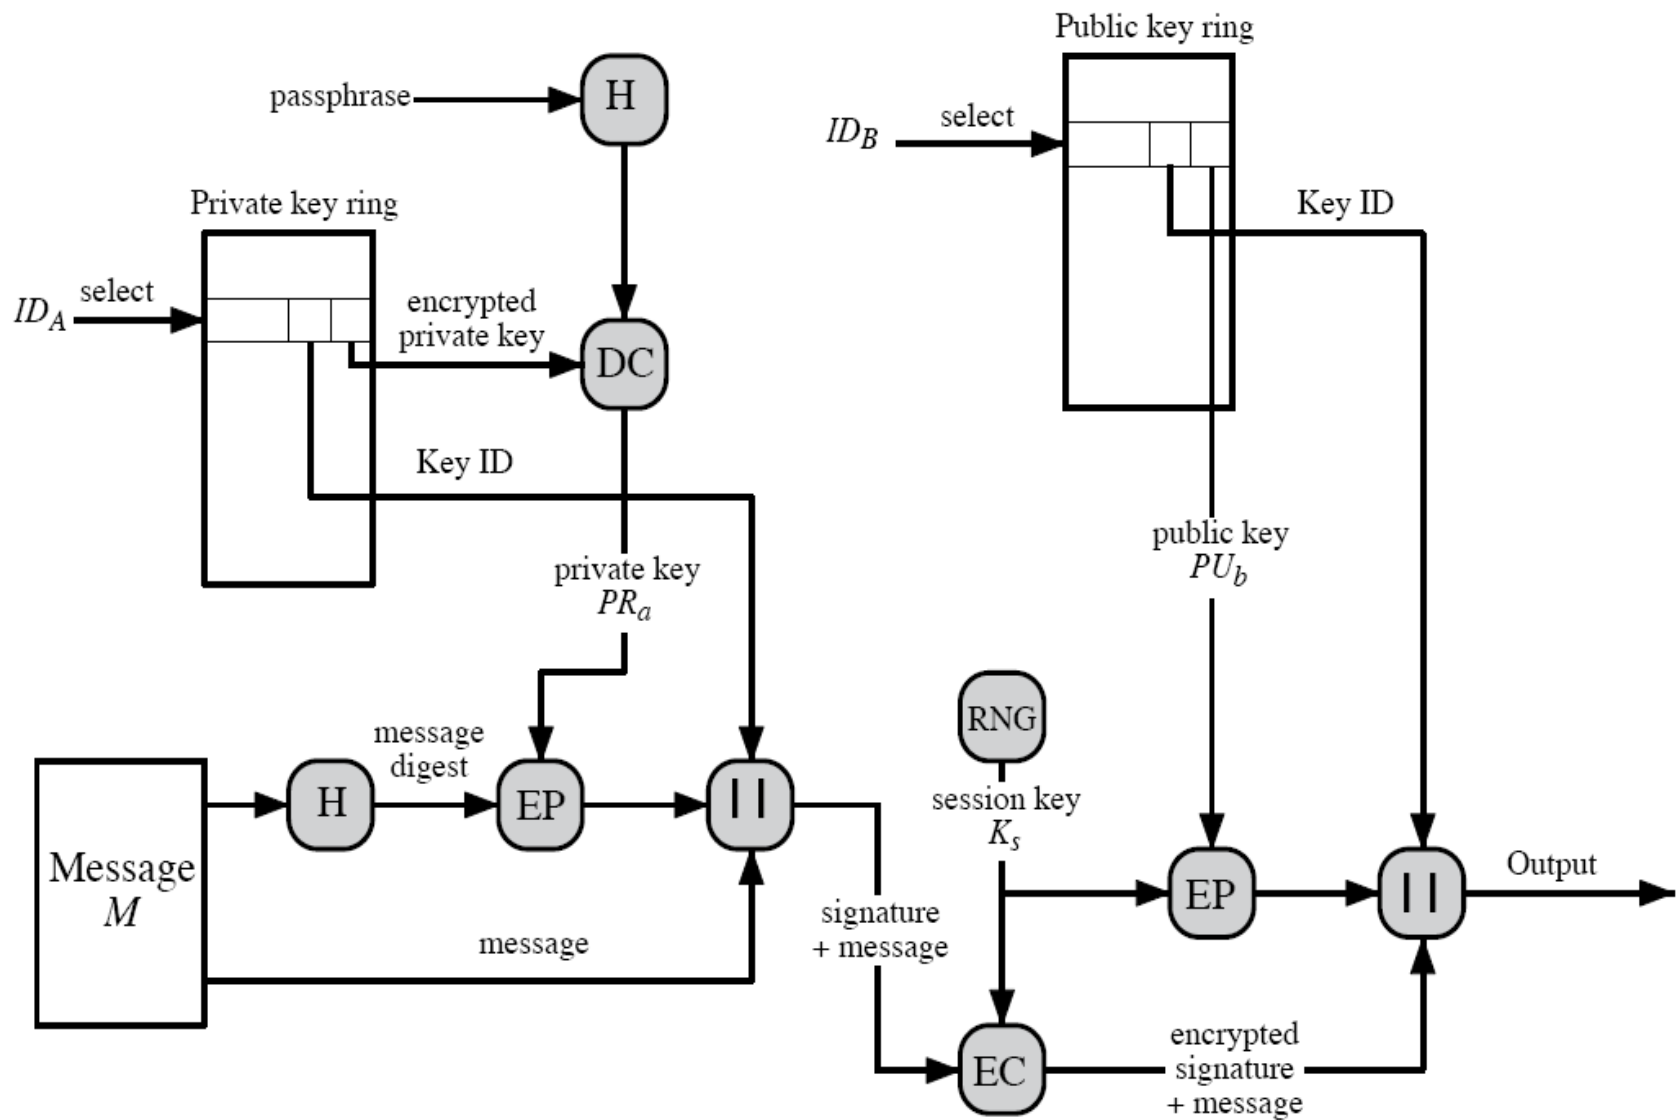 Public key ring
passphrase
H
ID_B
select
Private key ring
Key ID
ID_A
select
encrypted
private key
DC
Key ID
public key
PU_b
private key
PR_a
RNG
message
digest
session key
K_s
Message
M
H
EP
||
EP
||
Output
signature
+ message
message
EC
encrypted
signature
+ message